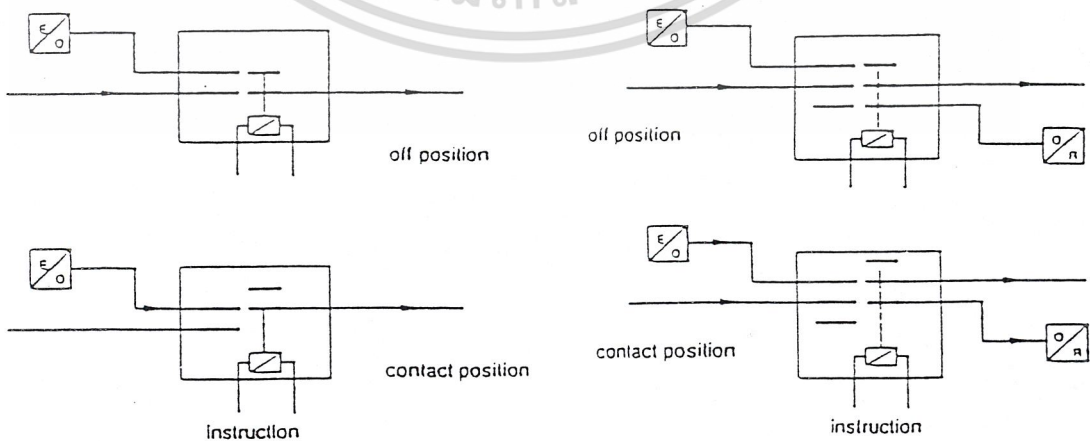 E/O
E/O
off position
off position
O/R
E/O
E/O
contact position
contact position
O/R
instruction
instruction